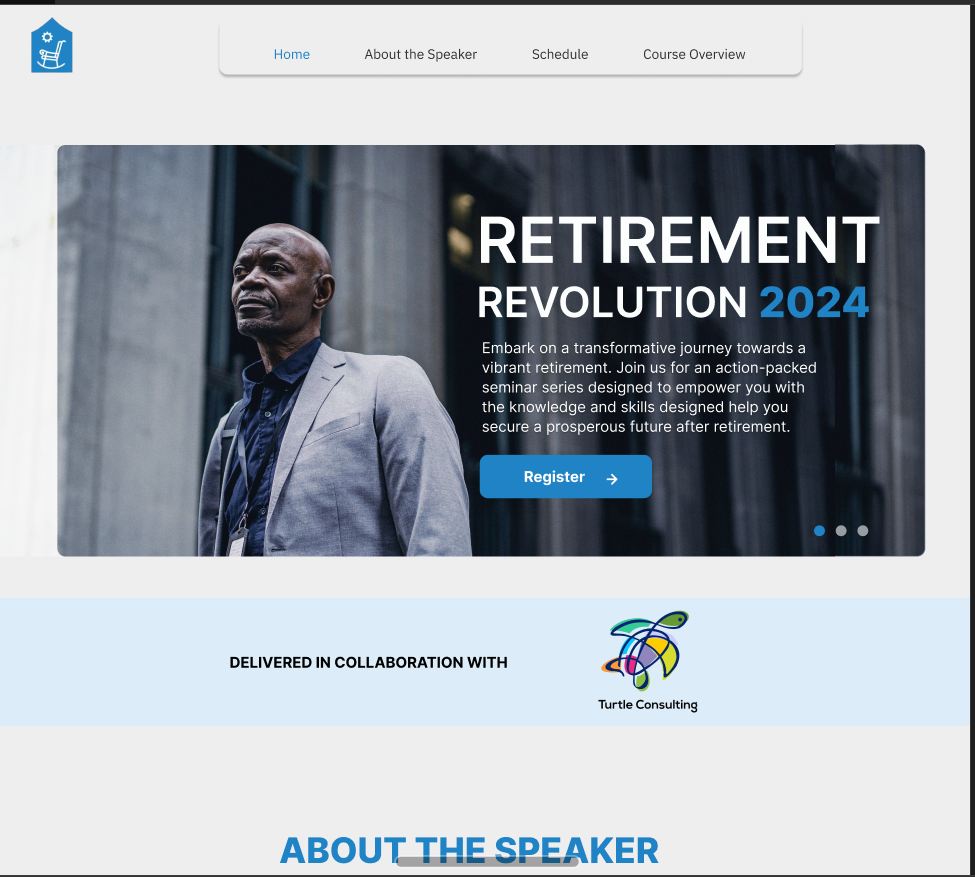 Home About the Speaker Schedule Course Overview
RETIREMENT
REVOLUTION 2024
Embark on a transformative journey towards a
vibrant retirement. Join us for an action-packed
seminar series designed to empower you with
the knowledge and skills designed help you
secure a prosperous future after retirement.
Register
DELIVERED IN COLLABORATION WITH
Turtle Consulting
ABOUT THE SPEAKER